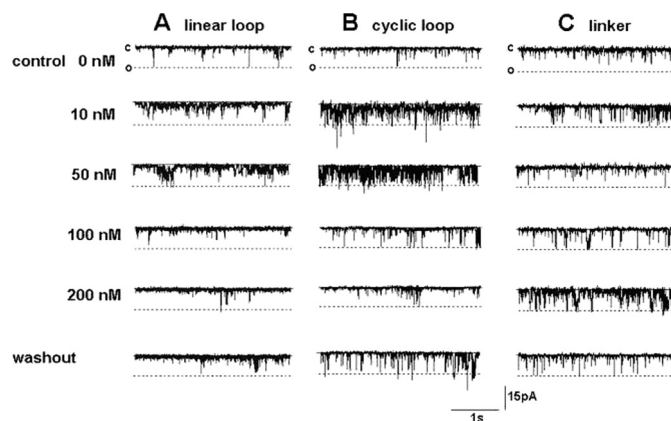 A linear loop B cyclic loop C linker
control 0 nM c c c
o o o
10 nM
50 nM
100 nM
200 nM
washout
15pA
1s